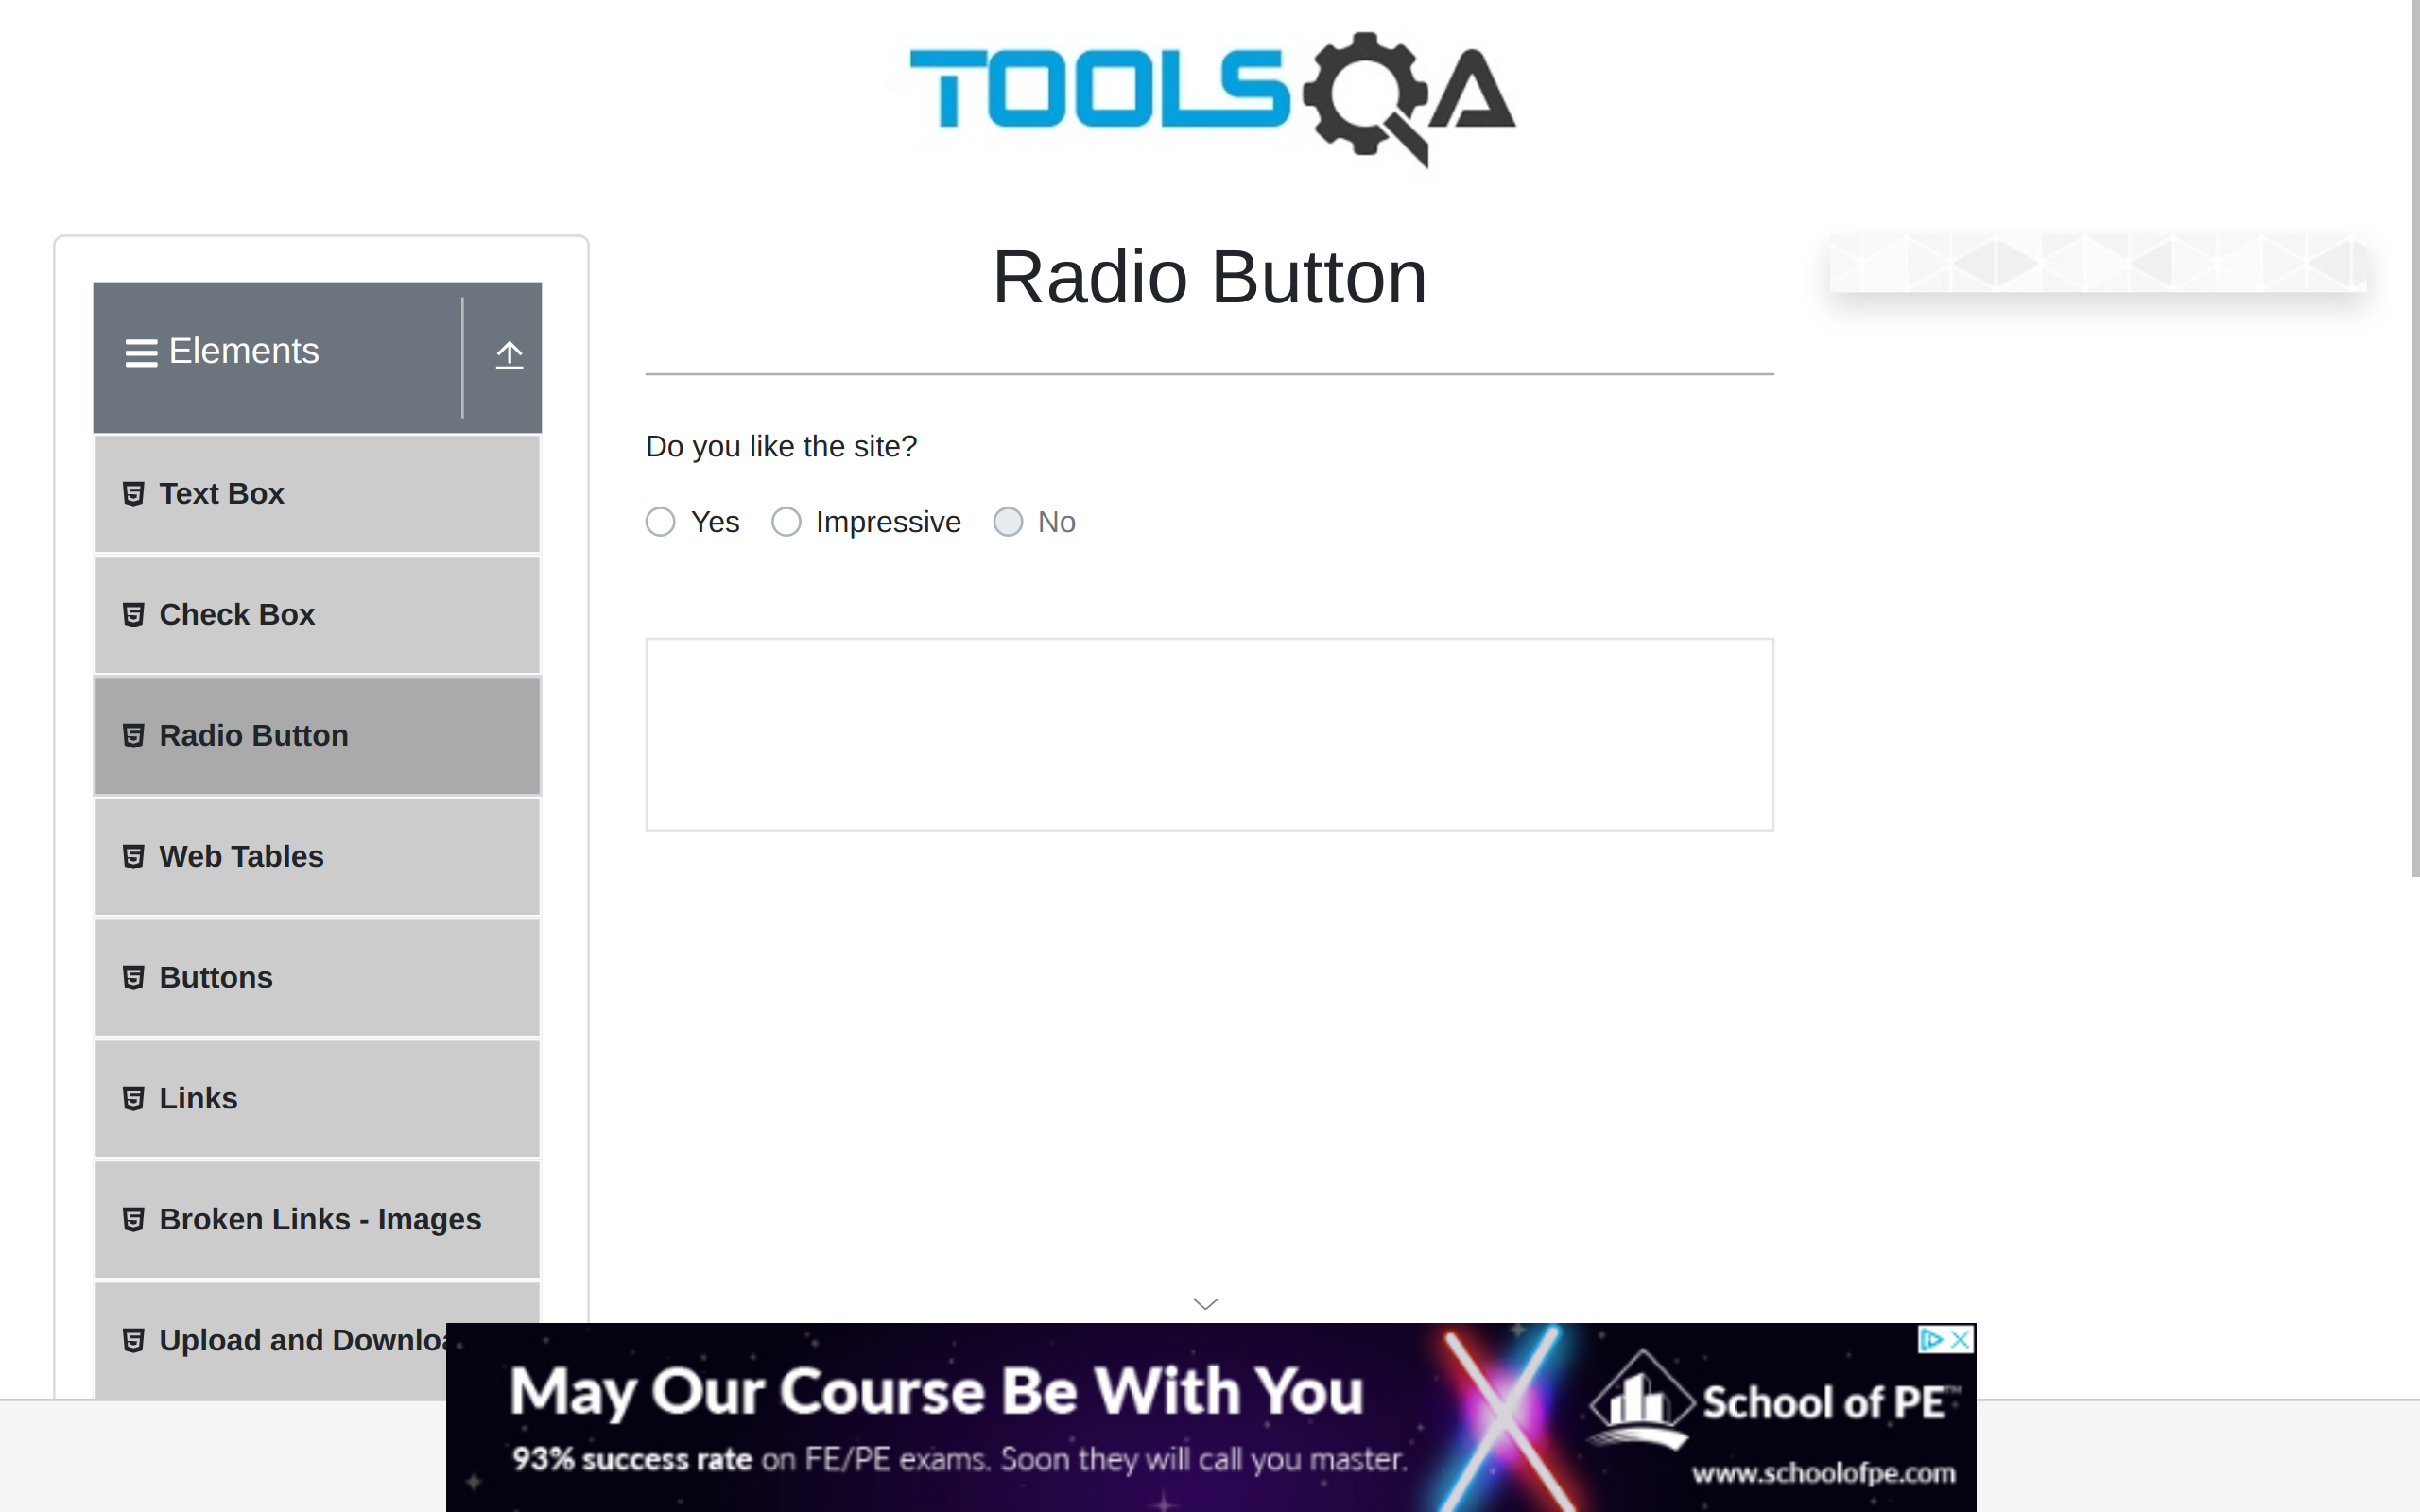 TOOLSQA
Radio Button
Elements
Do you like the site?
Text Box
Yes Impressive No
Check Box
Radio Button
Web Tables
Buttons
Links
Broken Links - Images
Upload and Downloa
May Our Course Be With You
93% success rate on FE/PE exams. Soon they will call you master.
School of PE™
www.schoolofpe.com